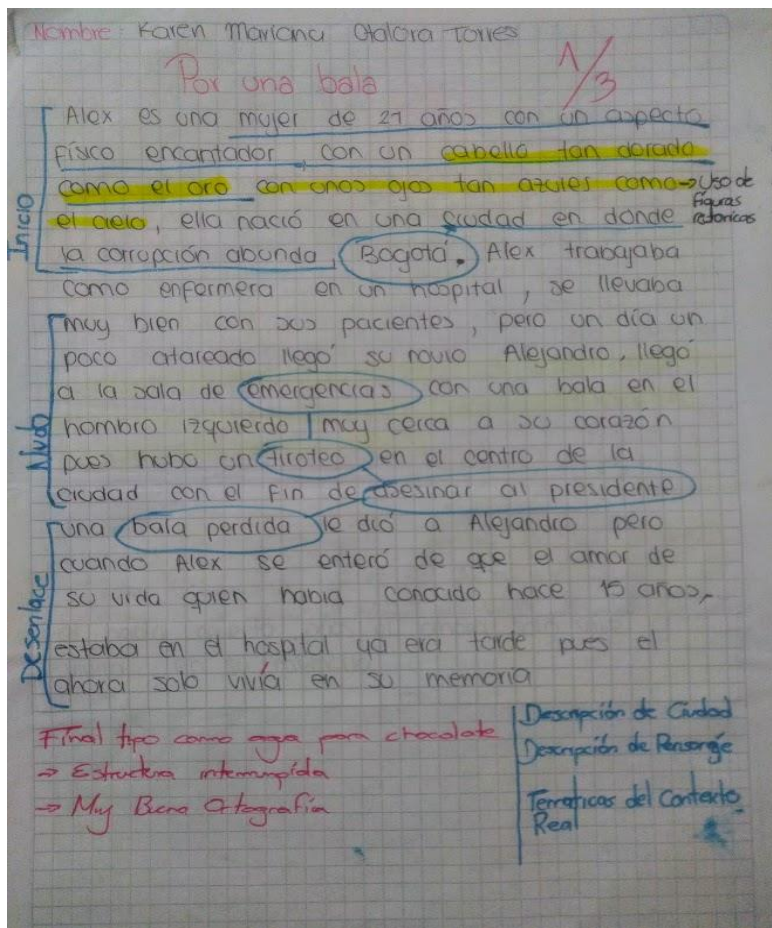 Nombre: Karen Mariana Otalora Torres
Por una bala
1/3
Alex es una mujer de 27 años con un aspecto
físico encantador, con un cabello tan dorado
como el oro con unos ojos tan azules como
→ Uso de
figuras
retoricas
el cielo, ella nació en una ciudad en donde
la corrupción abunda, Bogotá. Alex trabajaba
Inicio
como enfermera en un hospital, se llevaba
muy bien con sus pacientes, pero un día un
poco atareado llegó su novio Alejandro, llegó
a la sala de emergencias con una bala en el
hombro izquierdo muy cerca a su corazón
pues hubo un tiroteo en el centro de la
ciudad con el fin de asesinar al presidente
Nudo
una bala perdida le dió a Alejandro pero
cuando Alex se enteró de que el amor de
su vida quien habia conocido hace 15 años,
estaba en el hospital ya era tarde pues el
ahora solo vivía en su memoria
Desenlace
Final tipo como agua para chocolate
→ Estructura interrumpida
→ My Buena Ortografía
Descripción de Ciudad
Descripción de Personaje
Tematicas del Contexto
Real